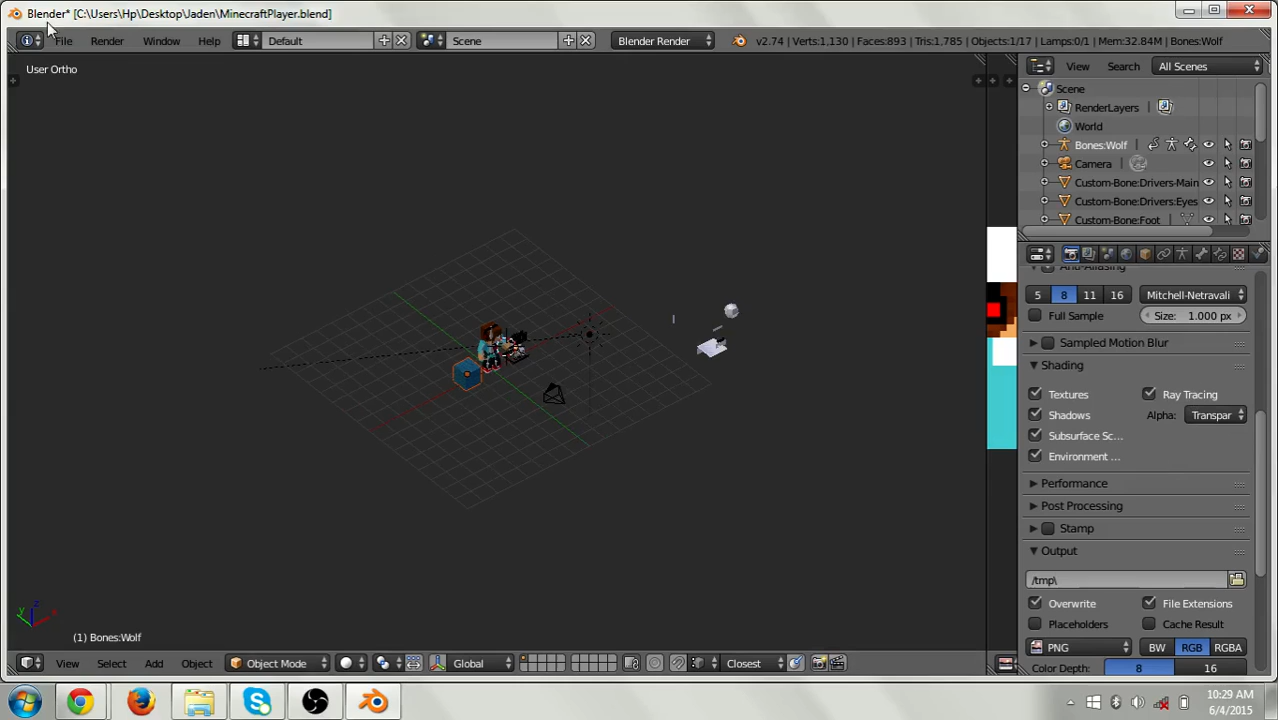 Blender* [C:\Users\Hp\Desktop\Jaden\MinecraftPlayer.blend]
File Render Window Help Default Scene Blender Render v2.74 | Verts:1,130 | Faces:893 | Tris:1,785 | Objects:1/17 | Lamps:0/1 | Mem:32.84M | Bones:Wolf
User Ortho
View Search All Scenes
Scene
RenderLayers
World
Bones:Wolf
Camera
Custom-Bone:Drivers-Main
Custom-Bone:Drivers:Eyes
Custom-Bone:Foot
Anti-Aliasing
5 8 11 16 Mitchell-Netravali
Full Sample Size: 1.000 px
Sampled Motion Blur
Shading
Textures Ray Tracing
Shadows Alpha: Transpar
Subsurface Sc...
Environment ...
Performance
Post Processing
Stamp
Output
/tmp\
Overwrite File Extensions
Placeholders Cache Result
PNG BW RGB RGBA
Color Depth: 8 16
z
y x
(1) Bones:Wolf
View Select Add Object Object Mode Global Closest
10:29 AM
6/4/2015